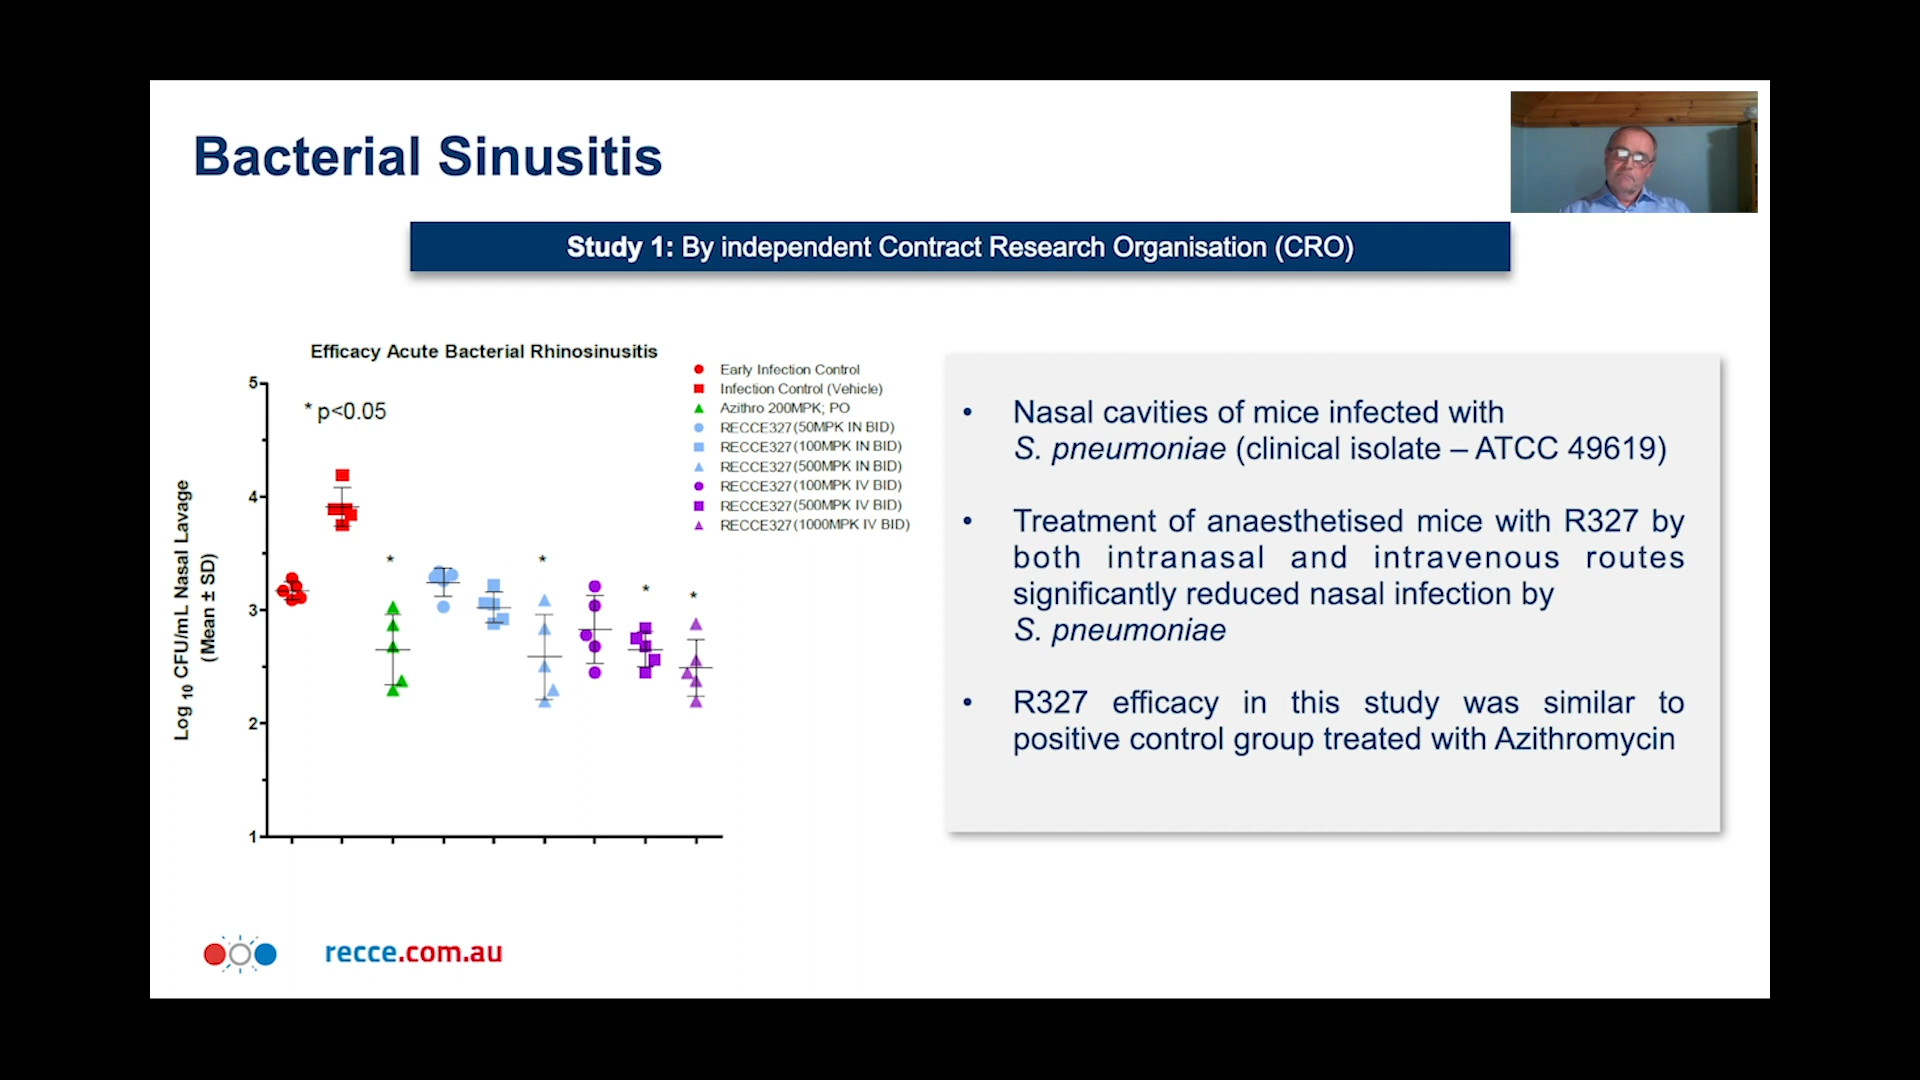 Bacterial Sinusitis
Study 1: By independent Contract Research Organisation (CRO)
Efficacy Acute Bacterial Rhinosinusitis
* p<0.05
5
4
3
2
1
Log 10 CFU/mL Nasal Lavage
(Mean ± SD)
*
*
*
*
Early Infection Control
Infection Control (Vehicle)
Azithro 200MPK; PO
RECCE327 (50MPK IN BID)
RECCE327 (100MPK IN BID)
RECCE327 (500MPK IN BID)
RECCE327 (100MPK IV BID)
RECCE327 (500MPK IV BID)
RECCE327 (1000MPK IV BID)
• Nasal cavities of mice infected with
S. pneumoniae (clinical isolate – ATCC 49619)
• Treatment of anaesthetised mice with R327 by
both intranasal and intravenous routes
significantly reduced nasal infection by
S. pneumoniae
• R327 efficacy in this study was similar to
positive control group treated with Azithromycin
recce.com.au